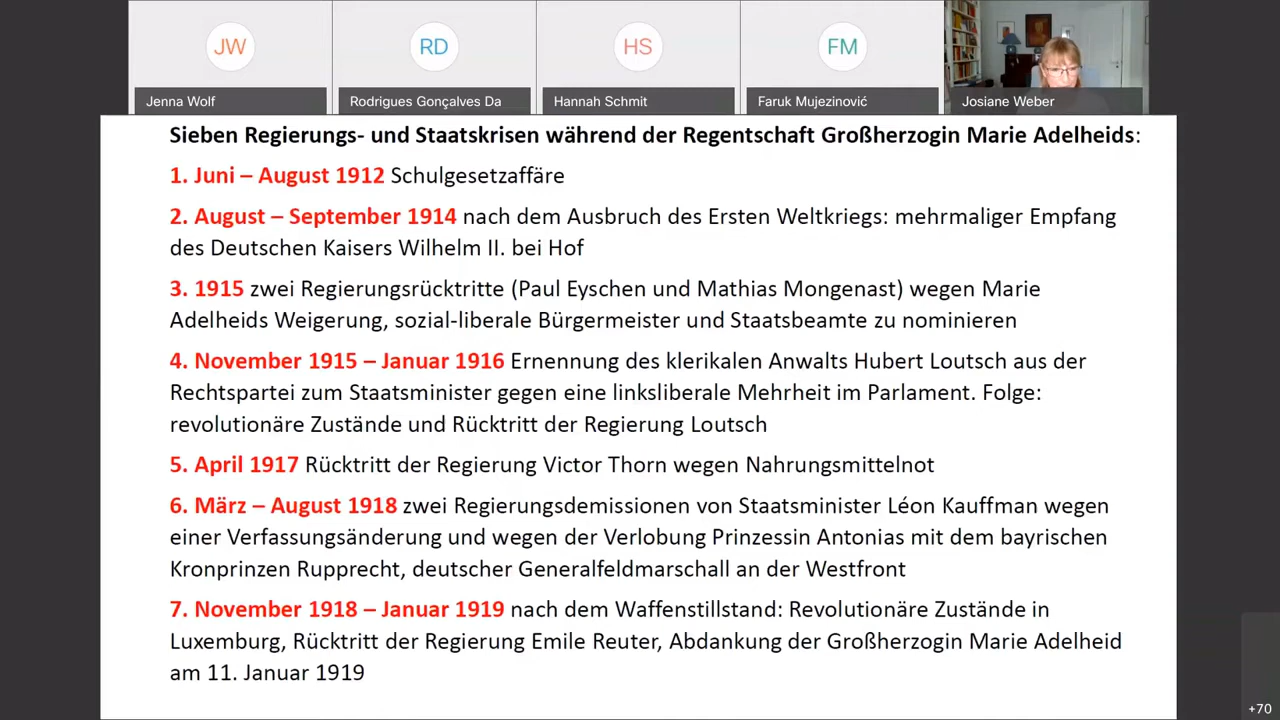 JW
RD
HS
FM
Jenna Wolf
Rodrigues Gonçalves Da
Hannah Schmit
Faruk Mujezinović
Josiane Weber
Sieben Regierungs- und Staatskrisen während der Regentschaft Großherzogin Marie Adelheids:
1. Juni – August 1912 Schulgesetzaffäre
2. August – September 1914 nach dem Ausbruch des Ersten Weltkriegs: mehrmaliger Empfang
des Deutschen Kaisers Wilhelm II. bei Hof
3. 1915 zwei Regierungsrücktritte (Paul Eyschen und Mathias Mongenast) wegen Marie
Adelheids Weigerung, sozial-liberale Bürgermeister und Staatsbeamte zu nominieren
4. November 1915 – Januar 1916 Ernennung des klerikalen Anwalts Hubert Loutsch aus der
Rechtspartei zum Staatsminister gegen eine linksliberale Mehrheit im Parlament. Folge:
revolutionäre Zustände und Rücktritt der Regierung Loutsch
5. April 1917 Rücktritt der Regierung Victor Thorn wegen Nahrungsmittelnot
6. März – August 1918 zwei Regierungsdemissionen von Staatsminister Léon Kauffman wegen
einer Verfassungsänderung und wegen der Verlobung Prinzessin Antonias mit dem bayrischen
Kronprinzen Rupprecht, deutscher Generalfeldmarschall an der Westfront
7. November 1918 – Januar 1919 nach dem Waffenstillstand: Revolutionäre Zustände in
Luxemburg, Rücktritt der Regierung Emile Reuter, Abdankung der Großherzogin Marie Adelheid
am 11. Januar 1919
+70